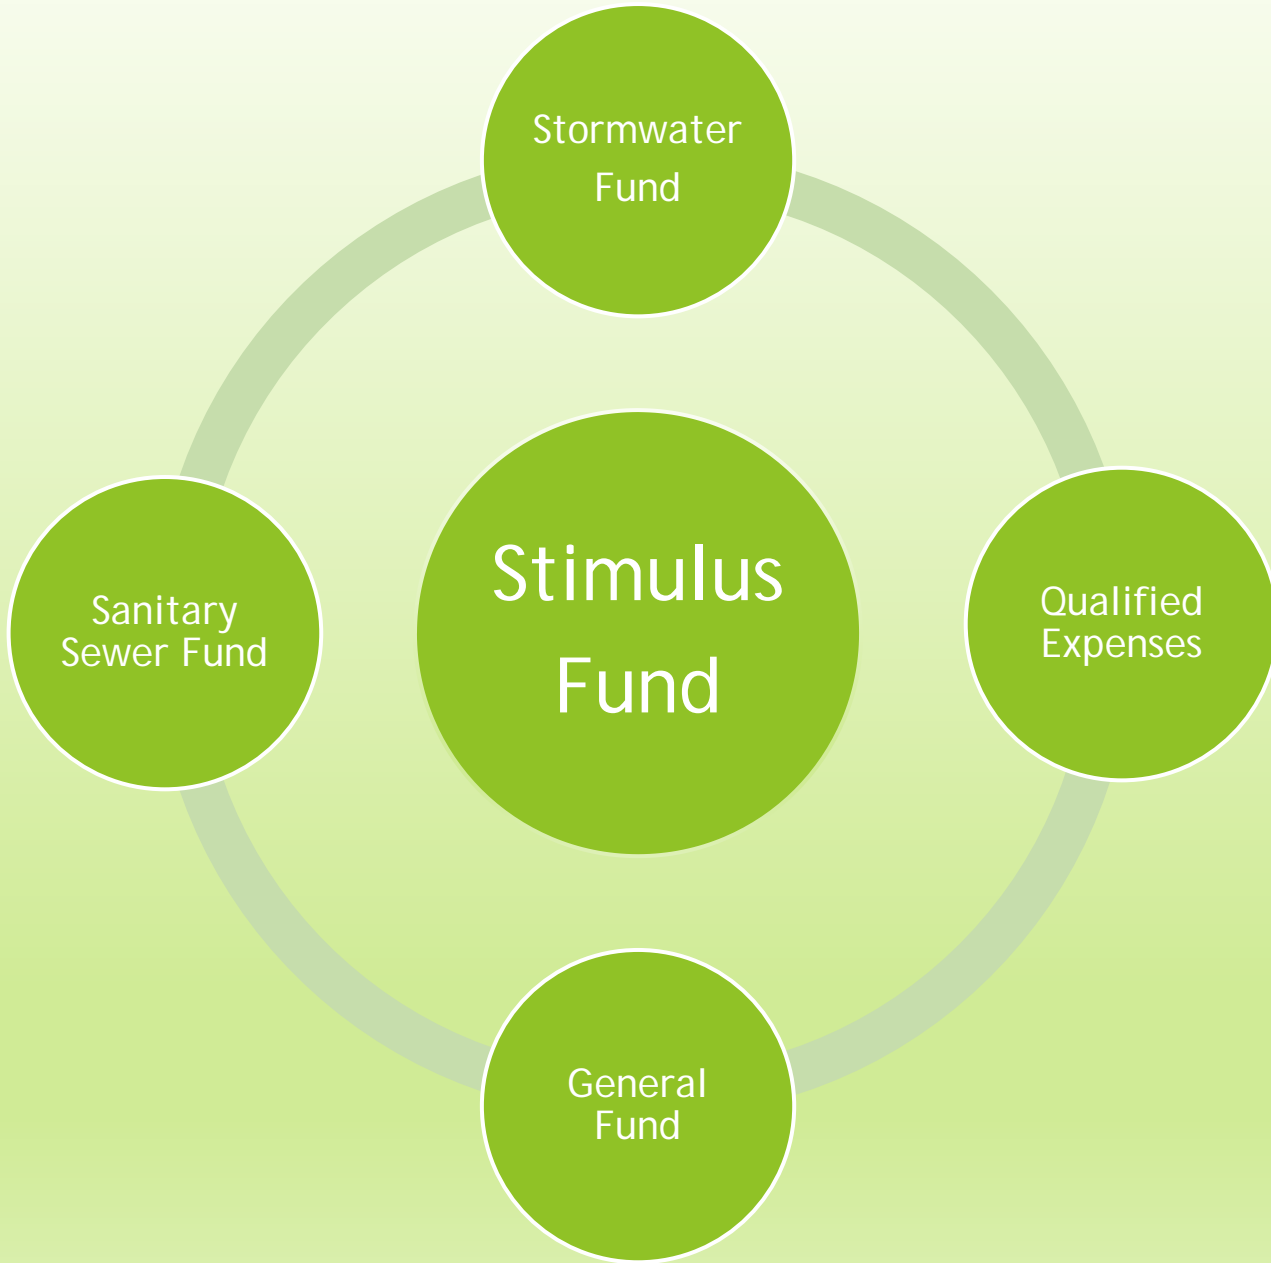 Stormwater
Fund
Stimulus
Fund
Qualified
Expenses
Sanitary
Sewer Fund
General
Fund